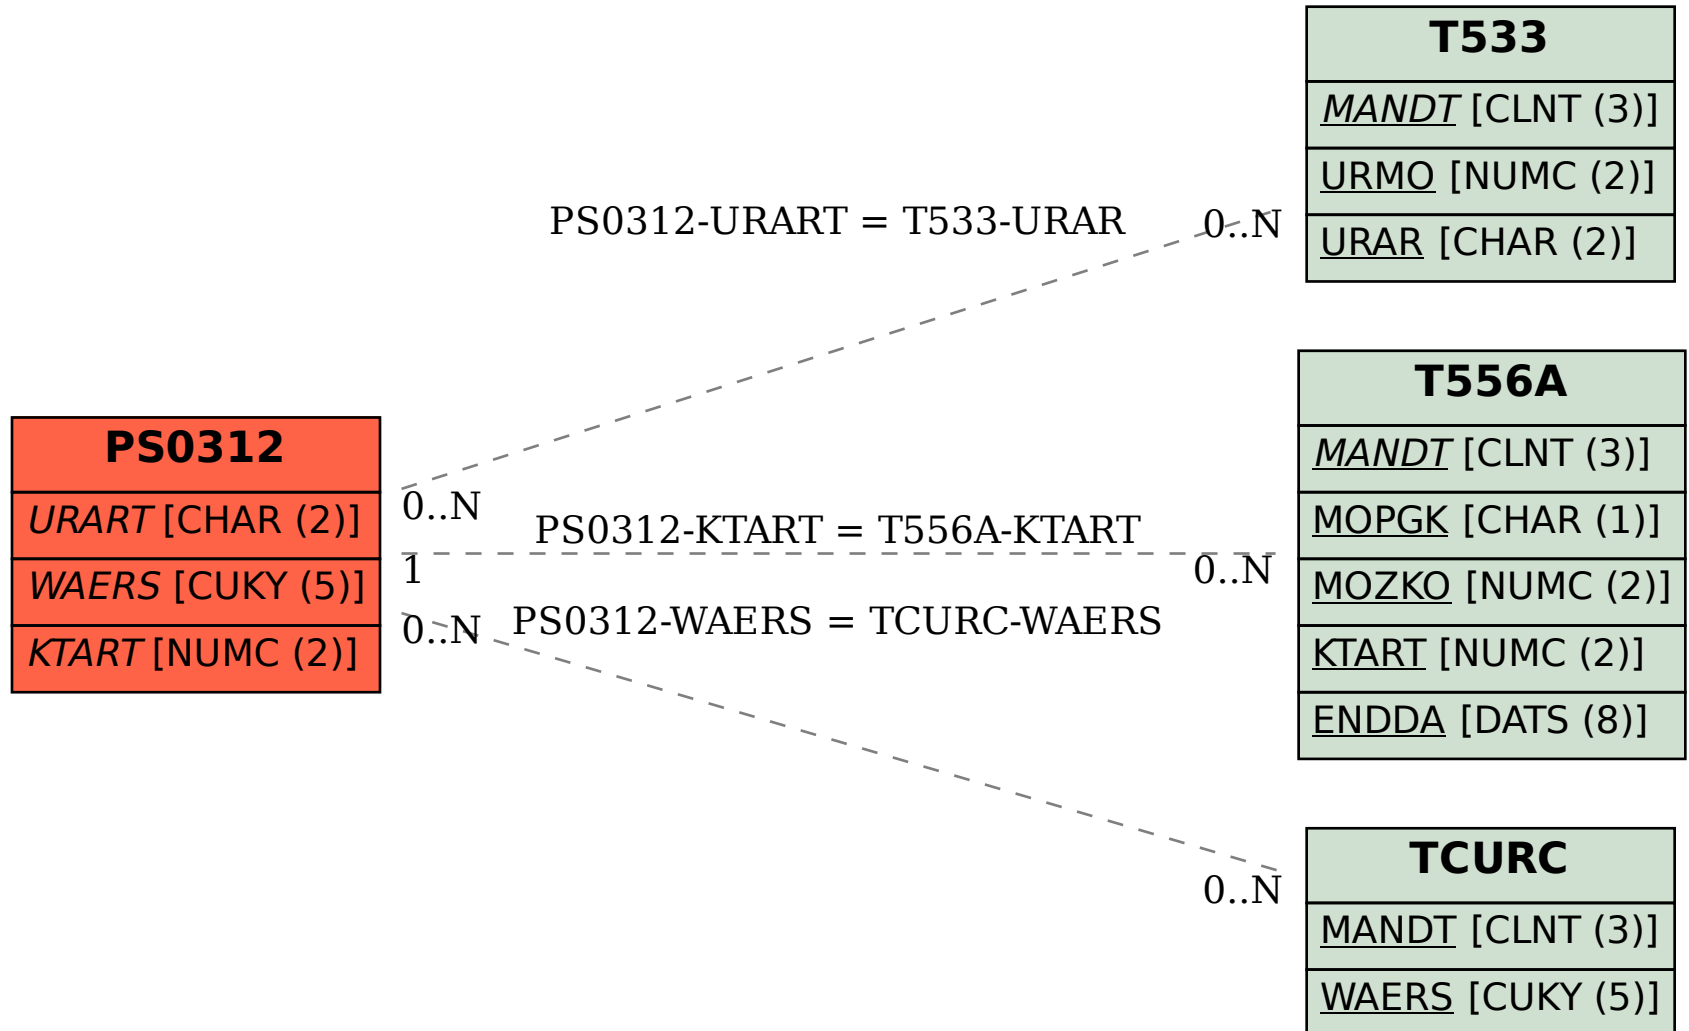 T533
MANDT [CLNT (3)]
URMO [NUMC (2)]
URAR [CHAR (2)]
PS0312-URART = T533-URAR
0..N
T556A
MANDT [CLNT (3)]
MOPGK [CHAR (1)]
MOZKO [NUMC (2)]
KTART [NUMC (2)]
ENDDA [DATS (8)]
PS0312
URART [CHAR (2)]
WAERS [CUKY (5)]
KTART [NUMC (2)]
0..N
PS0312-KTART = T556A-KTART
1
0..N
0..N
PS0312-WAERS = TCURC-WAERS
0..N
TCURC
MANDT [CLNT (3)]
WAERS [CUKY (5)]